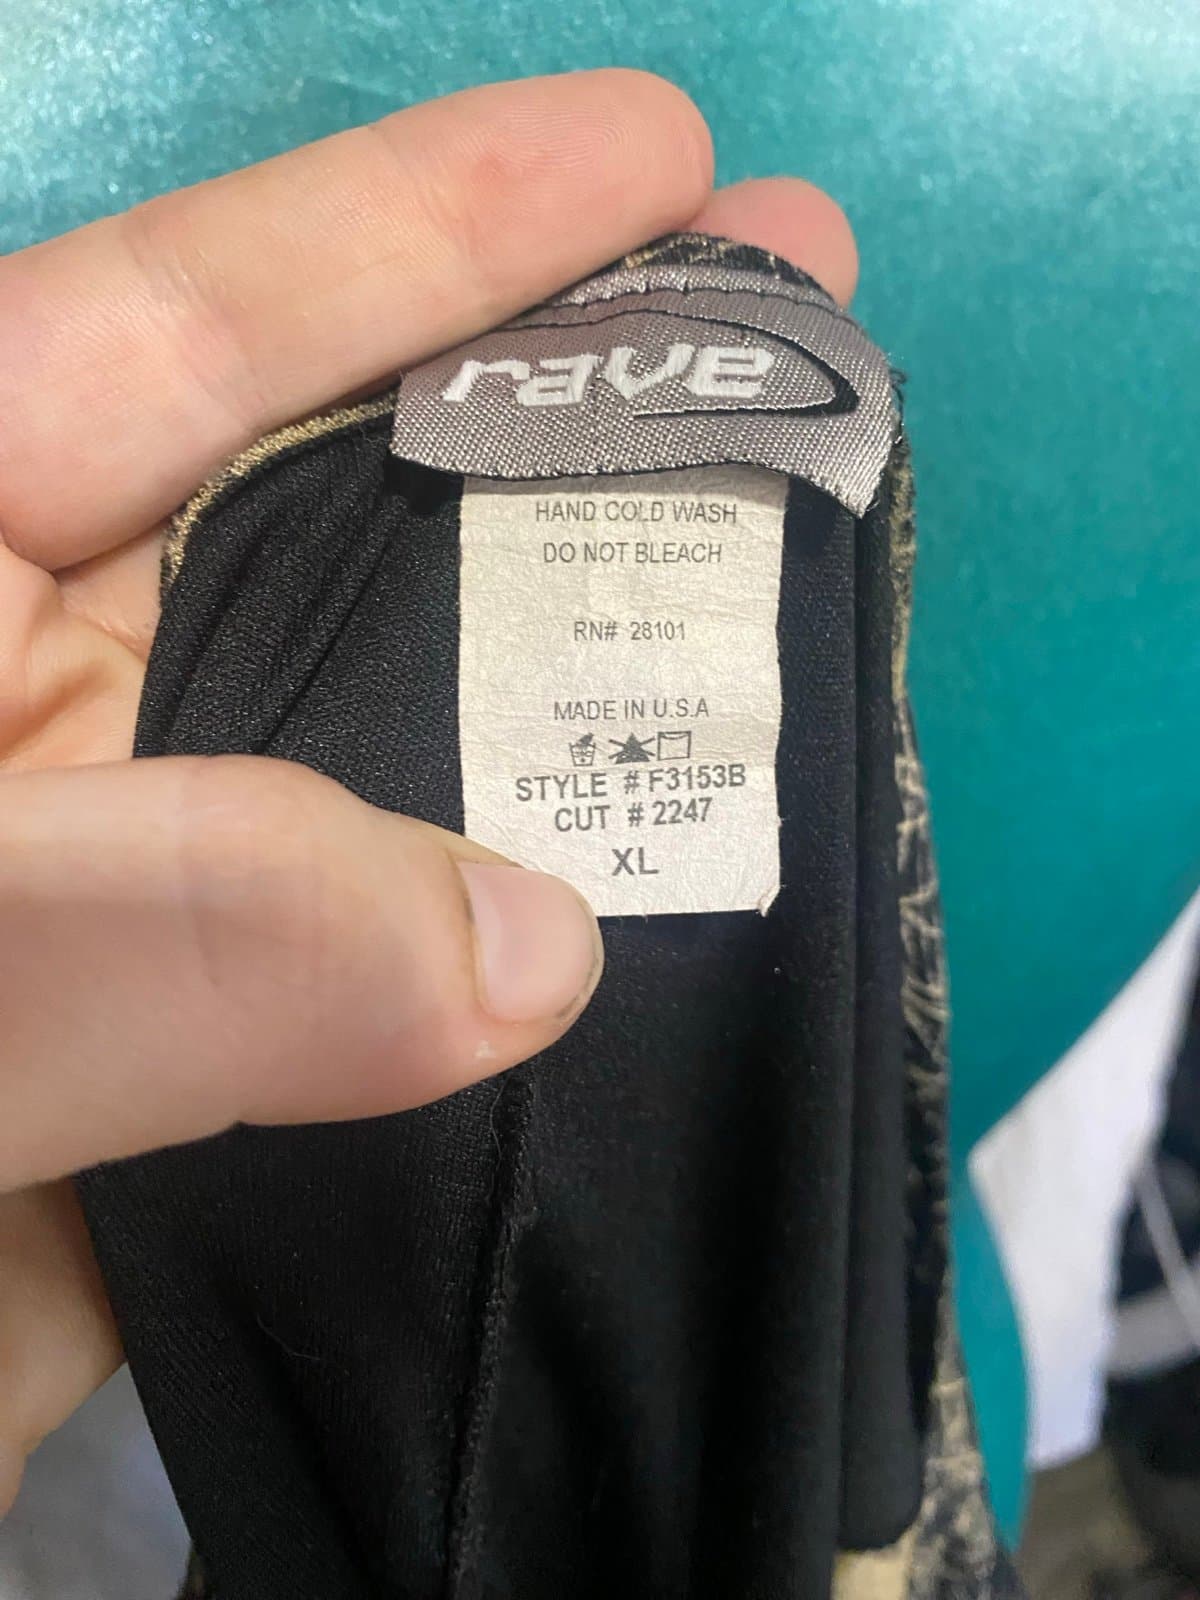 rave
HAND COLD WASH
DO NOT BLEACH
RN# 28101
MADE IN U.S.A
STYLE # F3153B
CUT # 2247
XL